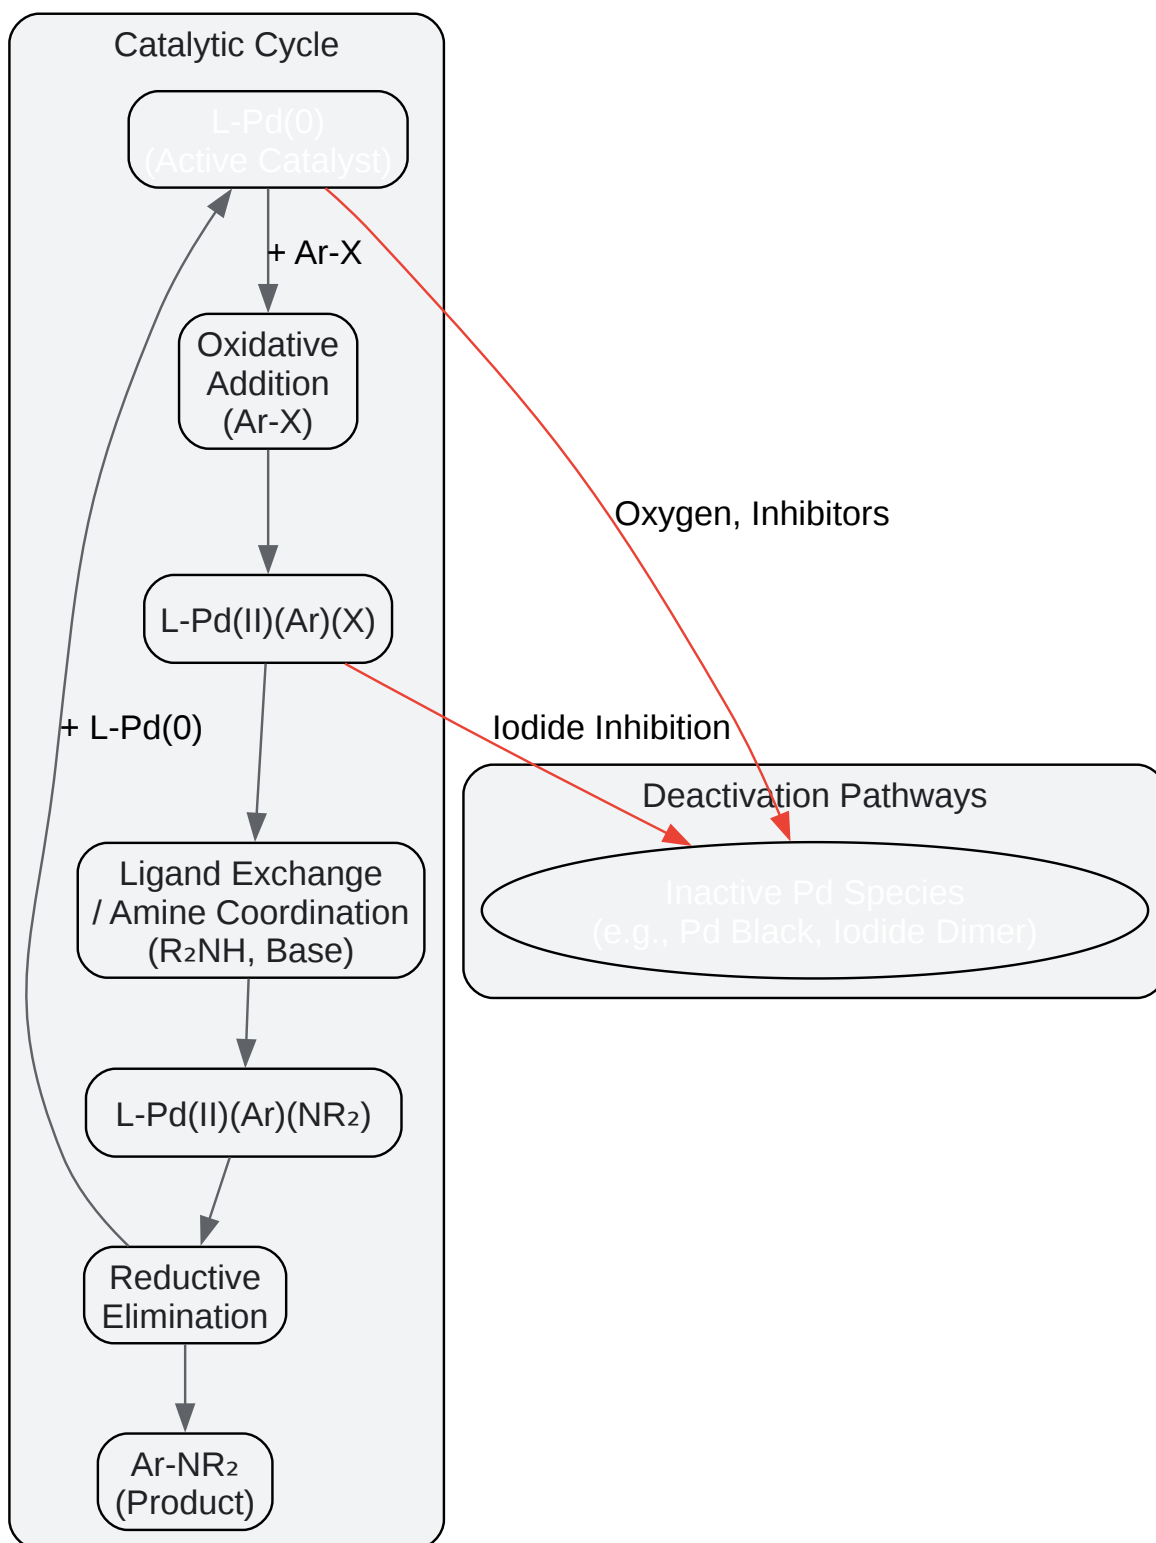 Catalytic Cycle
L-Pd(0)
(Active Catalyst)
+ Ar-X
Oxidative
Addition
(Ar-X)
Oxygen, Inhibitors
L-Pd(II)(Ar)(X)
+ L-Pd(0)
Iodide Inhibition
Deactivation Pathways
Ligand Exchange
/ Amine Coordination
(R₂NH, Base)
Inactive Pd Species
(e.g., Pd Black, Iodide Dimer)
L-Pd(II)(Ar)(NR₂)
Reductive
Elimination
Ar-NR₂
(Product)